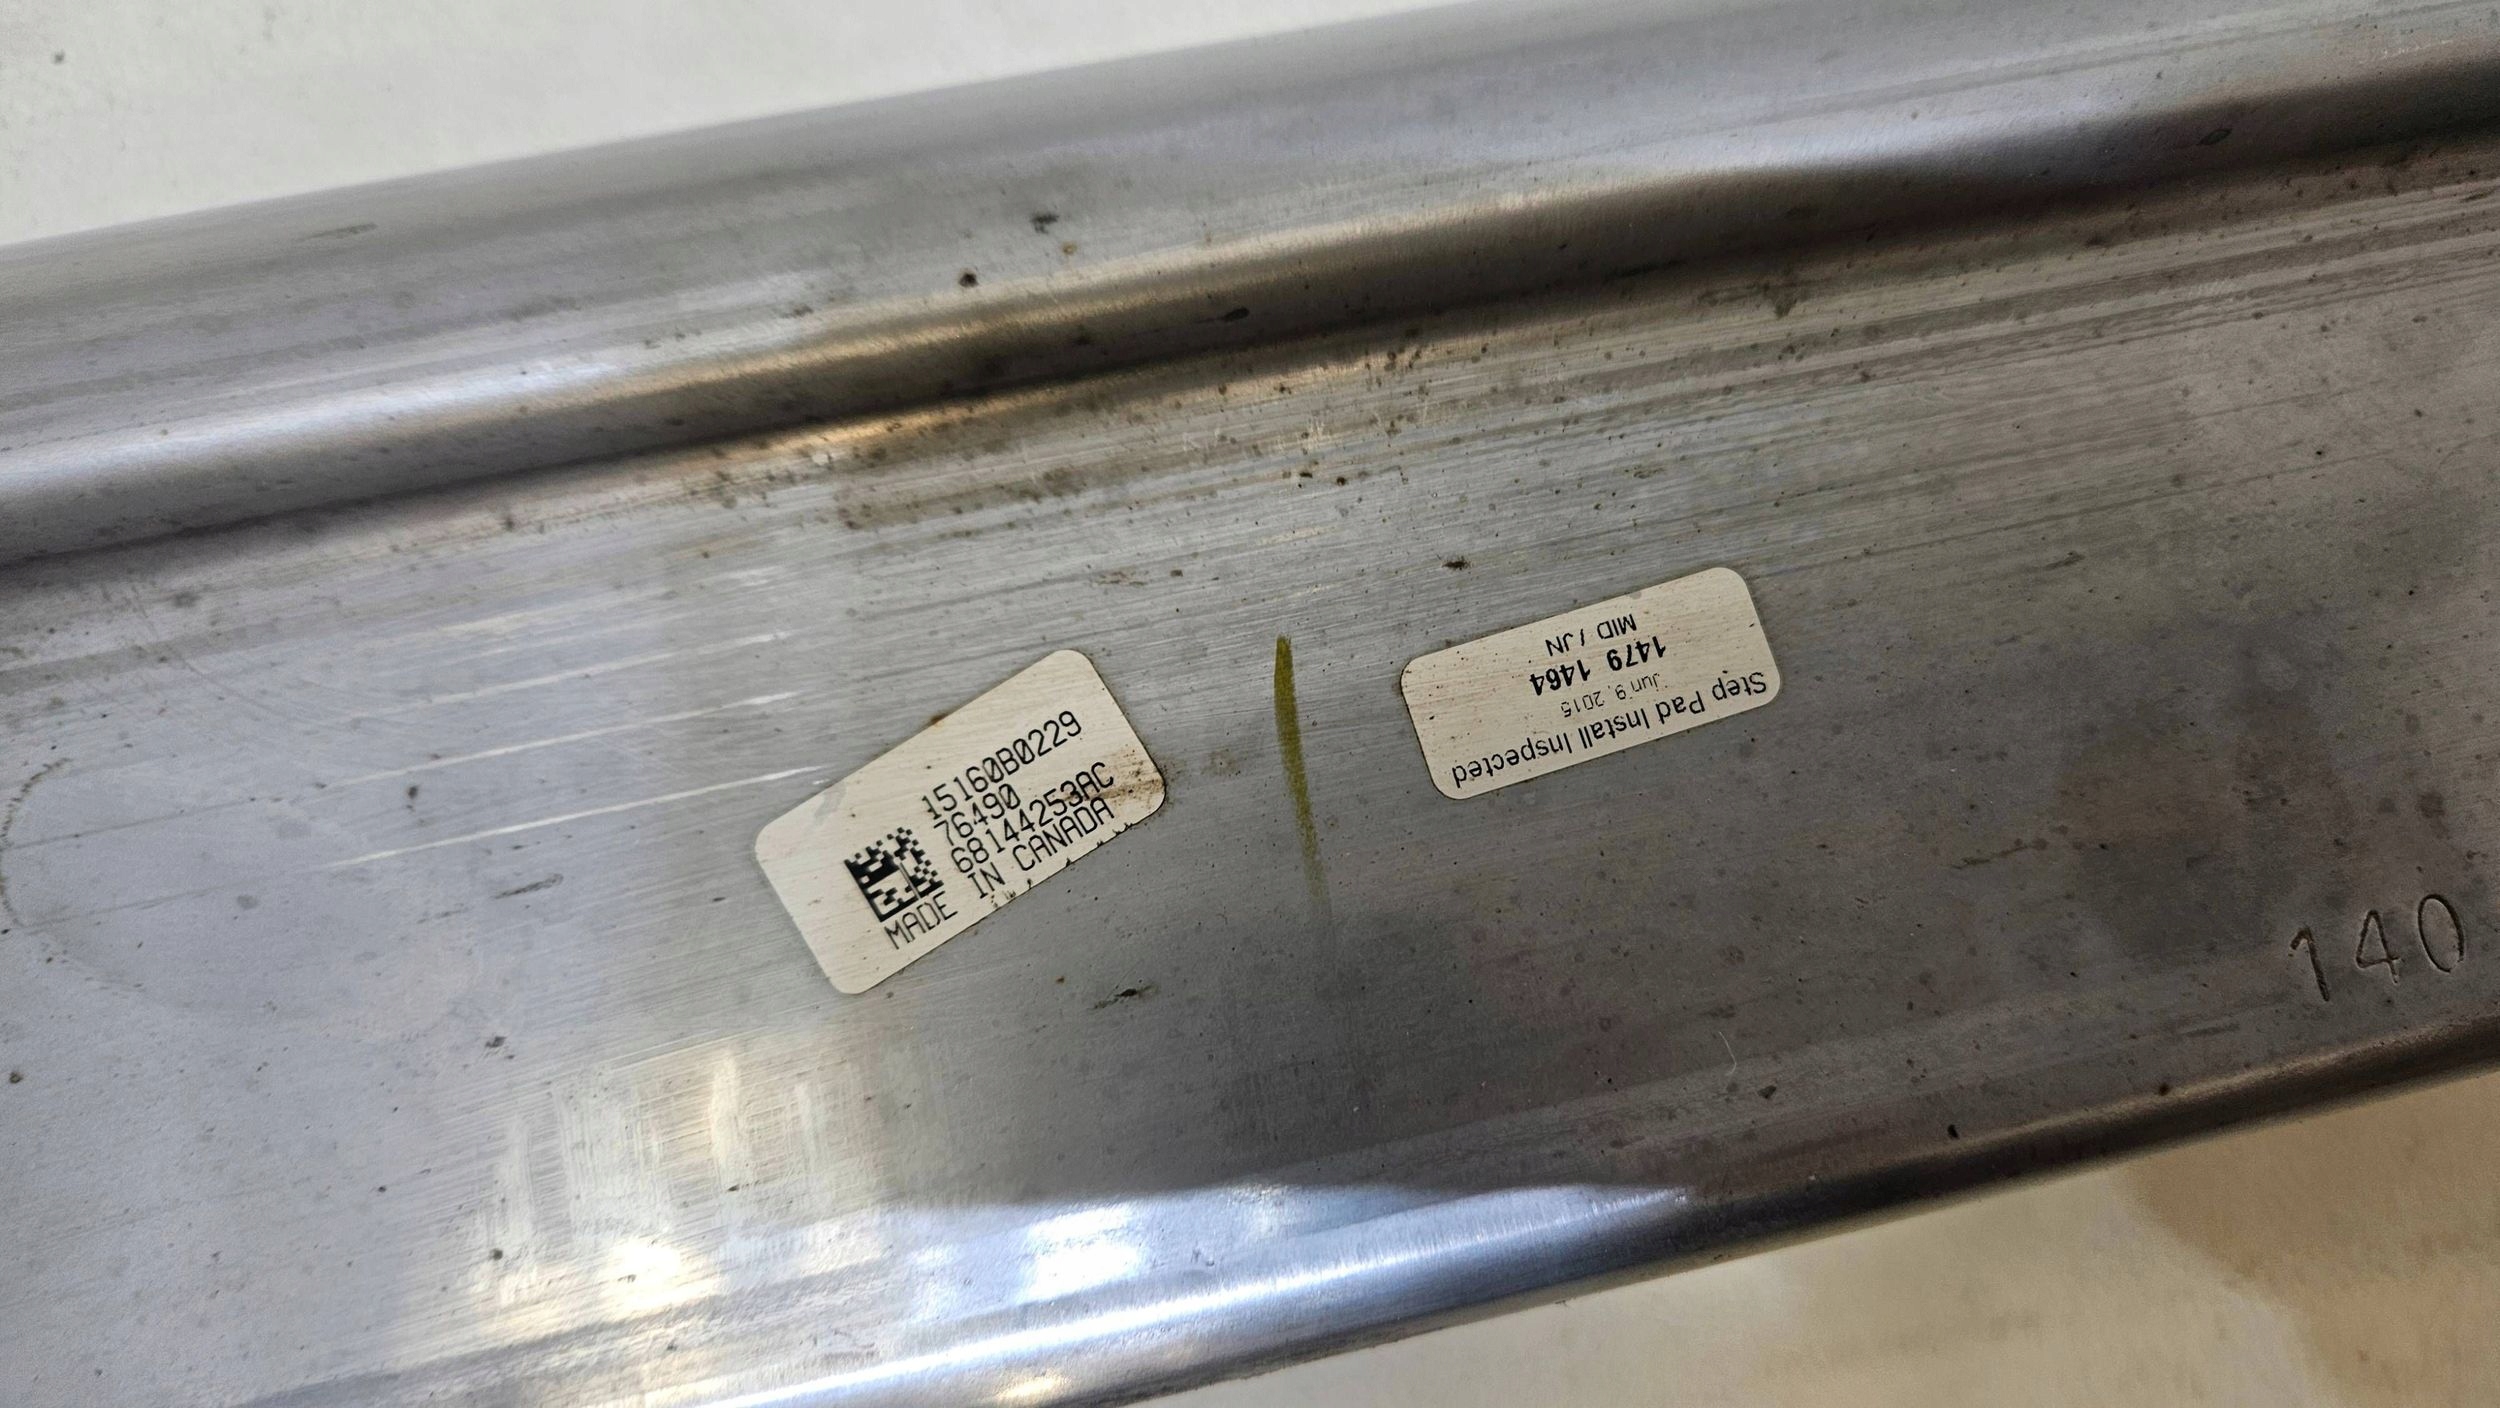 15160B0229
76490
68144253AC
MADE IN CANADA
Step Pad Install Inspected
Jun 9, 2015
1479 1464
MID / JN
140